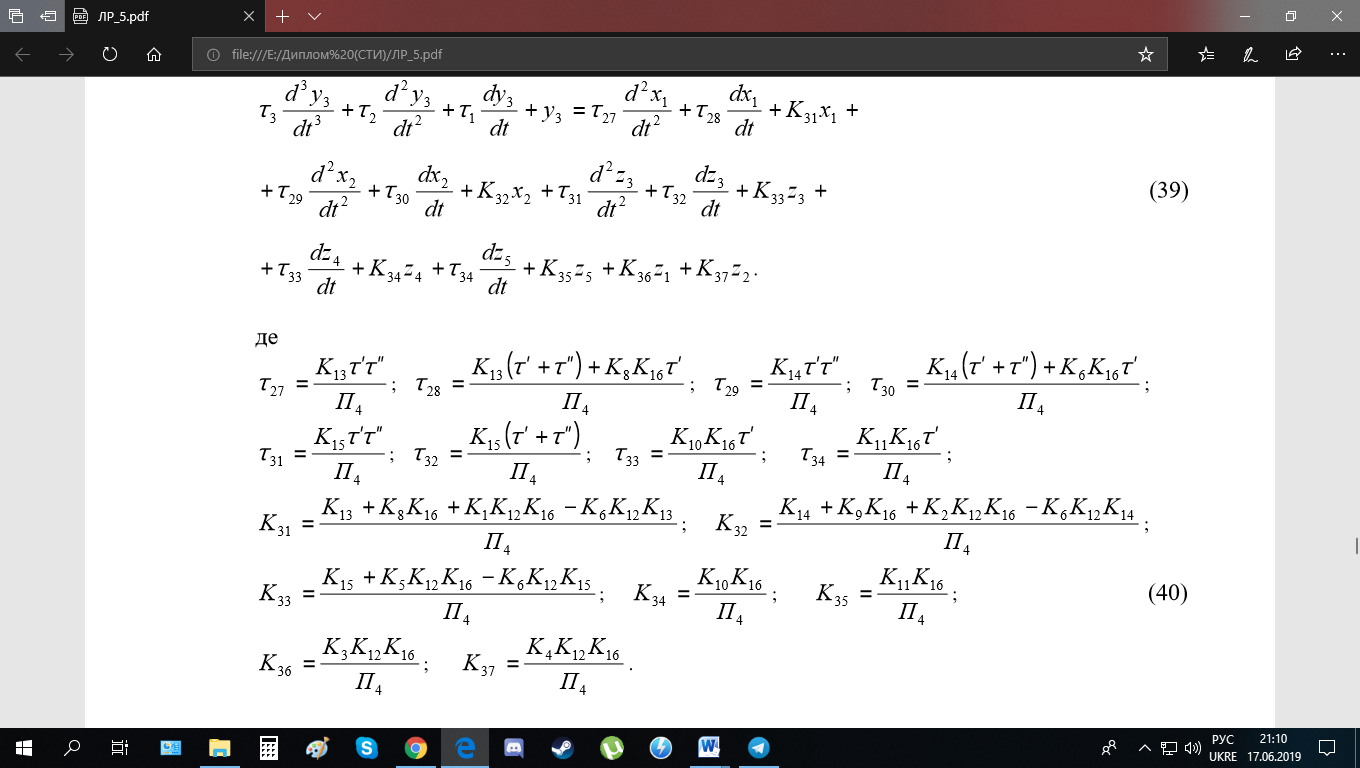 ЛР_5.pdf
file:///E:/Диплом%20(СТИ)/ЛР_5.pdf
τ₃ d³y₃/dt³ + τ₂ d²y₃/dt² + τ₁ dy₃/dt + y₃ = τ₂₇ d²x₁/dt² + τ₂₈ dx₁/dt + K₃₁x₁ +
+ τ₂₉ d²x₂/dt² + τ₃₀ dx₂/dt + K₃₂x₂ + τ₃₁ d²z₃/dt² + τ₃₂ dz₃/dt + K₃₃z₃ + (39)
+ τ₃₃ dz₄/dt + K₃₄z₄ + τ₃₄ dz₅/dt + K₃₅z₅ + K₃₆z₁ + K₃₇z₂.
де
τ₂₇ = K₁₃τ'τ"/П₄; τ₂₈ = (K₁₃(τ' + τ") + K₈K₁₆τ')/П₄; τ₂₉ = K₁₄τ'τ"/П₄; τ₃₀ = (K₁₄(τ' + τ") + K₆K₁₆τ')/П₄;
τ₃₁ = K₁₅τ'τ"/П₄; τ₃₂ = K₁₅(τ' + τ")/П₄; τ₃₃ = K₁₀K₁₆τ'/П₄; τ₃₄ = K₁₁K₁₆τ'/П₄;
K₃₁ = (K₁₃ + K₈K₁₆ + K₁K₁₂K₁₆ − K₆K₁₂K₁₃)/П₄; K₃₂ = (K₁₄ + K₉K₁₆ + K₂K₁₂K₁₆ − K₆K₁₂K₁₄)/П₄;
K₃₃ = (K₁₅ + K₅K₁₂K₁₆ − K₆K₁₂K₁₅)/П₄; K₃₄ = K₁₀K₁₆/П₄; K₃₅ = K₁₁K₁₆/П₄; (40)
K₃₆ = K₃K₁₂K₁₆/П₄; K₃₇ = K₄K₁₂K₁₆/П₄.
РУС 21:10
UKRE 17.06.2019